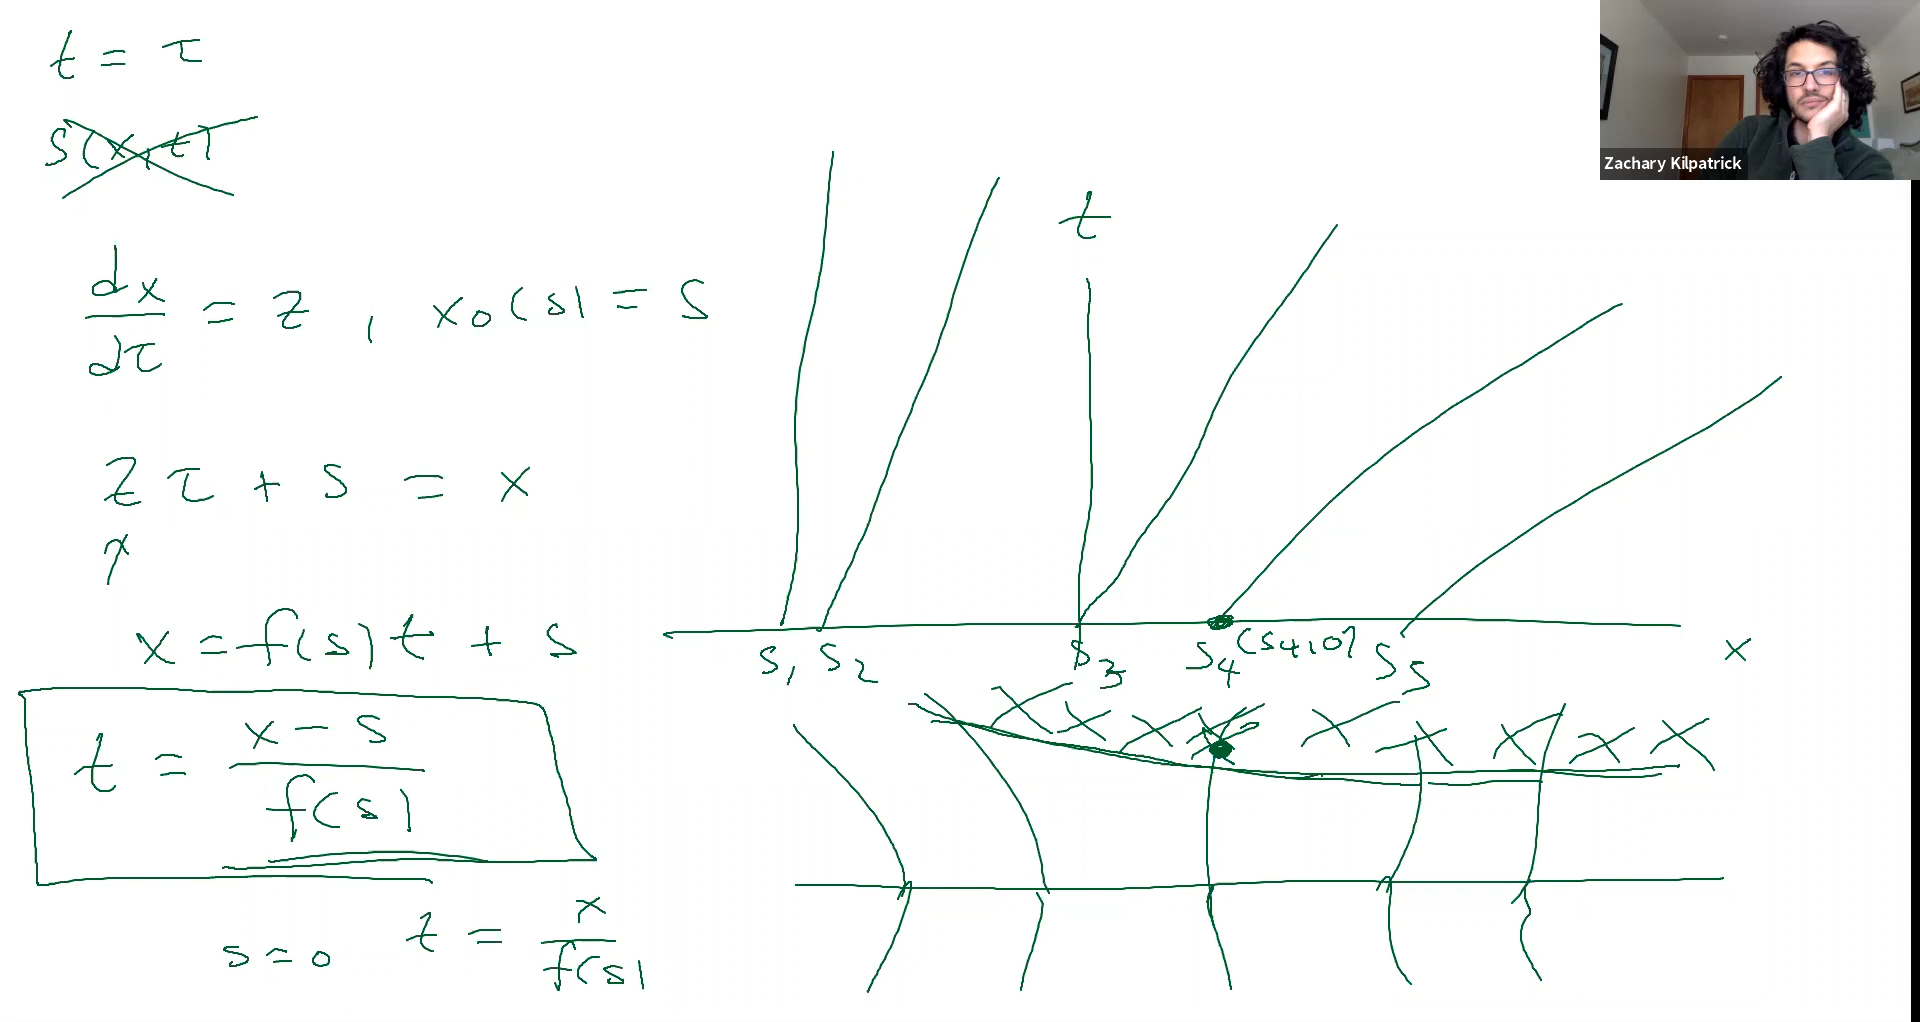 t = τ
s(x,t)
dx/dτ = z , x₀(s) = s
zτ + s = x
x = f(s)t + s
t = (x - s)/f(s)
s = 0 t = x/f(s)
t
s₁ s₂ s₃ s₄ (s₄,0) s₅ x
Zachary Kilpatrick